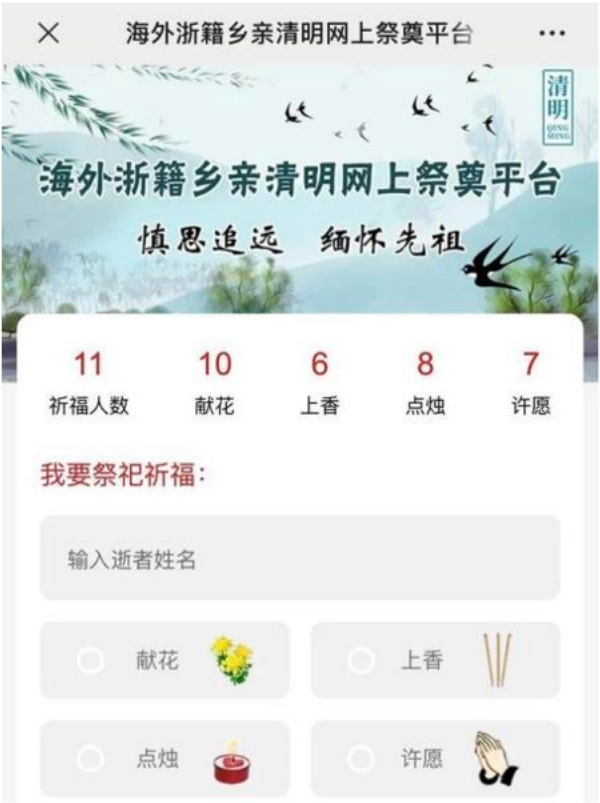 海外浙籍乡亲清明网上祭奠平台
清明
QING
MING
海外浙籍乡亲清明网上祭奠平台
慎思追远 缅怀先祖
11 10 6 8 7
祈福人数 献花 上香 点烛 许愿
我要祭祀祈福：
输入逝者姓名
献花 上香
点烛 许愿